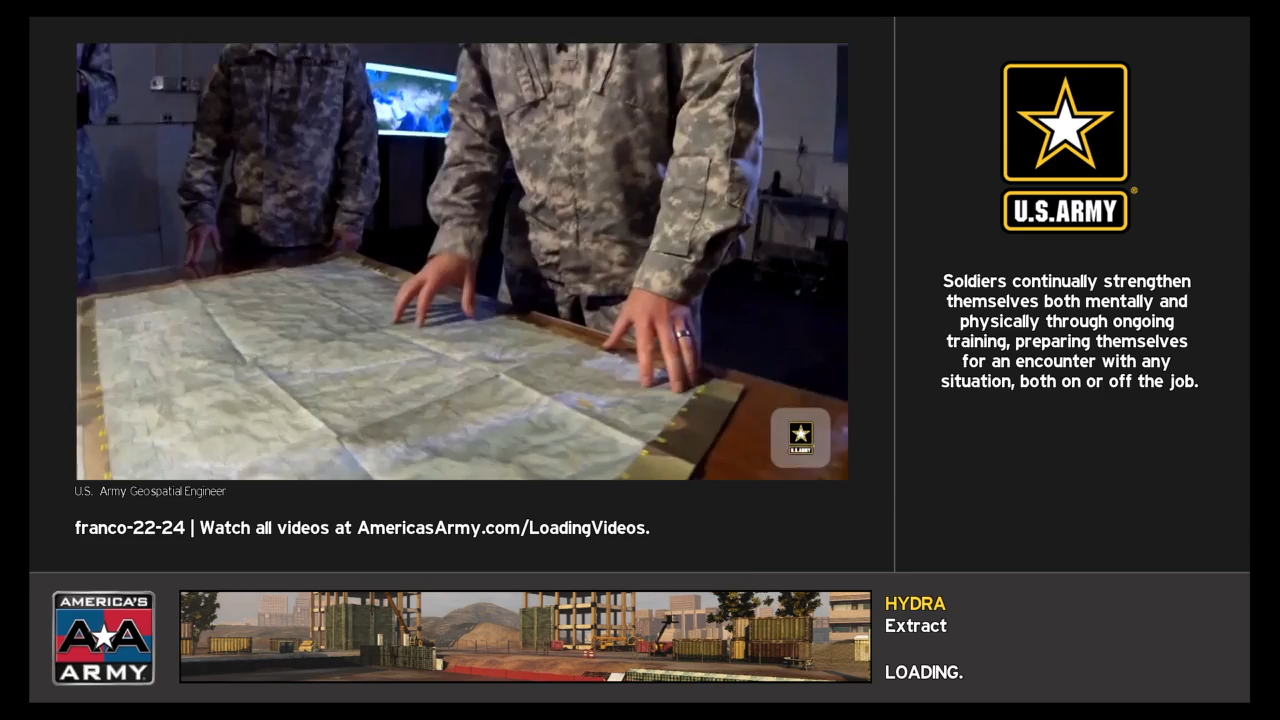 U.S. ARMY
U.S. Army Geospatial Engineer
franco-22-24 | Watch all videos at AmericasArmy.com/LoadingVideos.
U.S.ARMY
Soldiers continually strengthen
themselves both mentally and
physically through ongoing
training, preparing themselves
for an encounter with any
situation, both on or off the job.
AMERICA'S
AA
ARMY
HYDRA
Extract
LOADING.